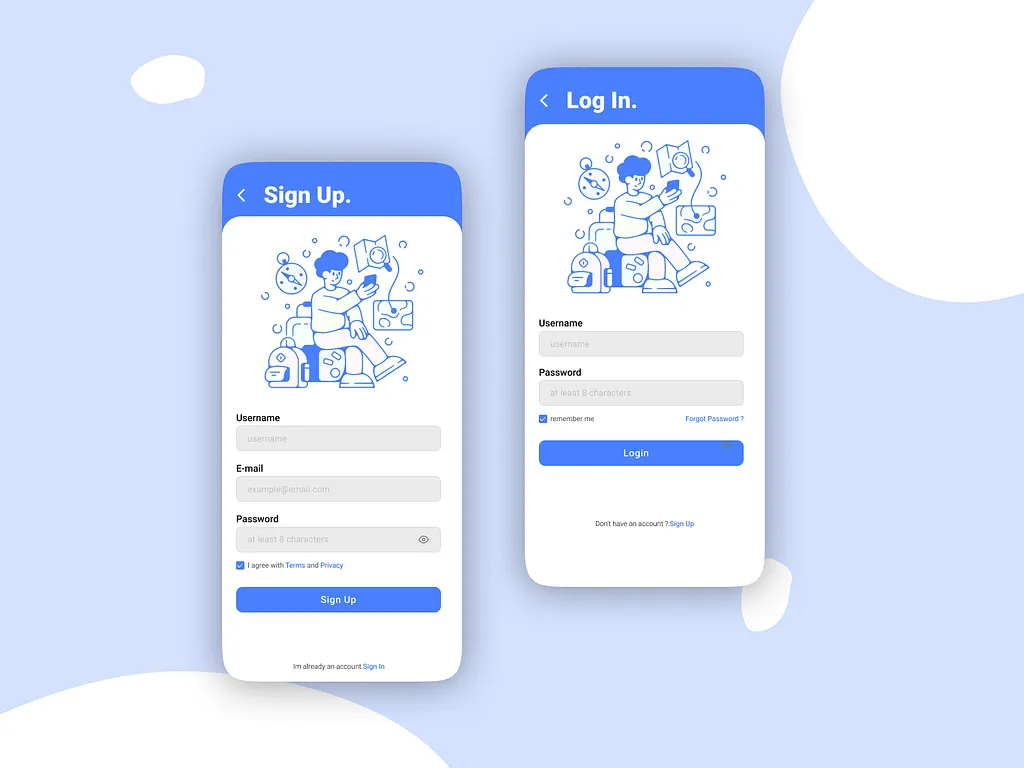 Sign Up.
Username
username
E-mail
example@email.com
Password
at least 8 characters
I agree with Terms and Privacy
Sign Up
Im already an account.Sign In
Log In.
Username
username
Password
at least 8 characters
remember me
Forgot Password ?
Login
Don't have an account ?.Sign Up